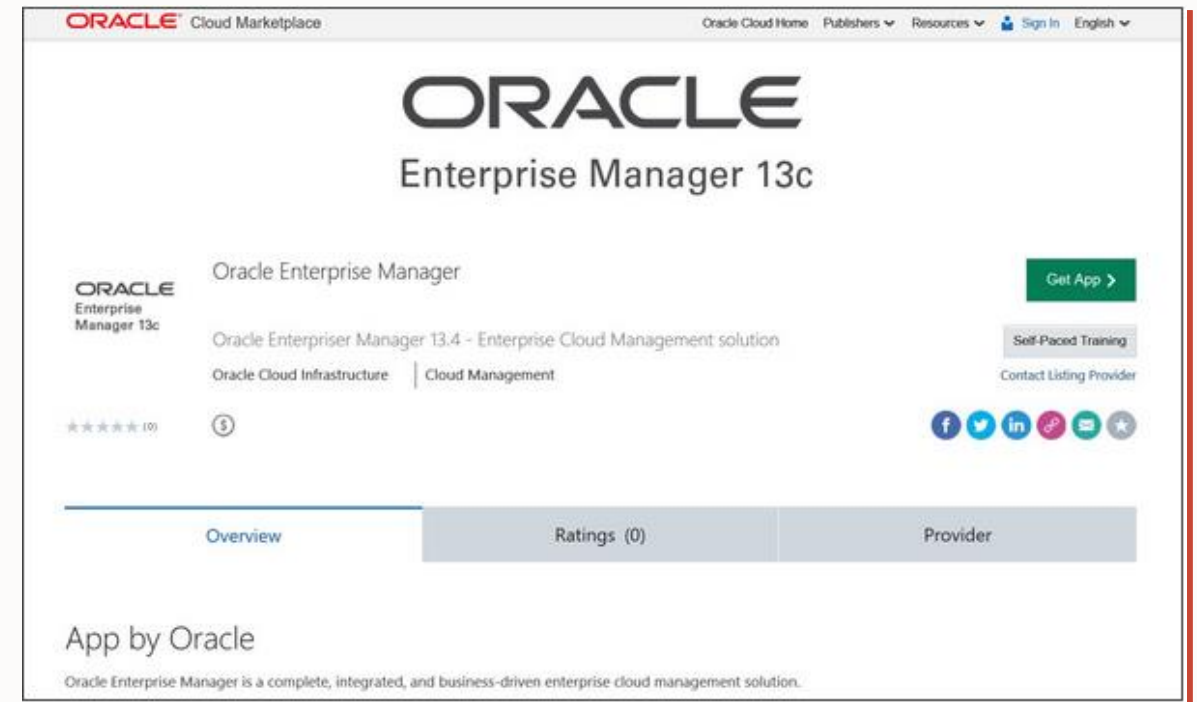 ORACLE Cloud Marketplace Oracle Cloud Home Publishers Resources Sign In English
ORACLE
Enterprise Manager 13c
ORACLE
Enterprise
Manager 13c
Oracle Enterprise Manager
Get App
Oracle Enterpriser Manager 13.4 - Enterprise Cloud Management solution
Self-Paced Training
Oracle Cloud Infrastructure Cloud Management
Contact Listing Provider
(0)
$
f
in
Overview Ratings (0) Provider
App by Oracle
Oracle Enterprise Manager is a complete, integrated, and business-driven enterprise cloud management solution.